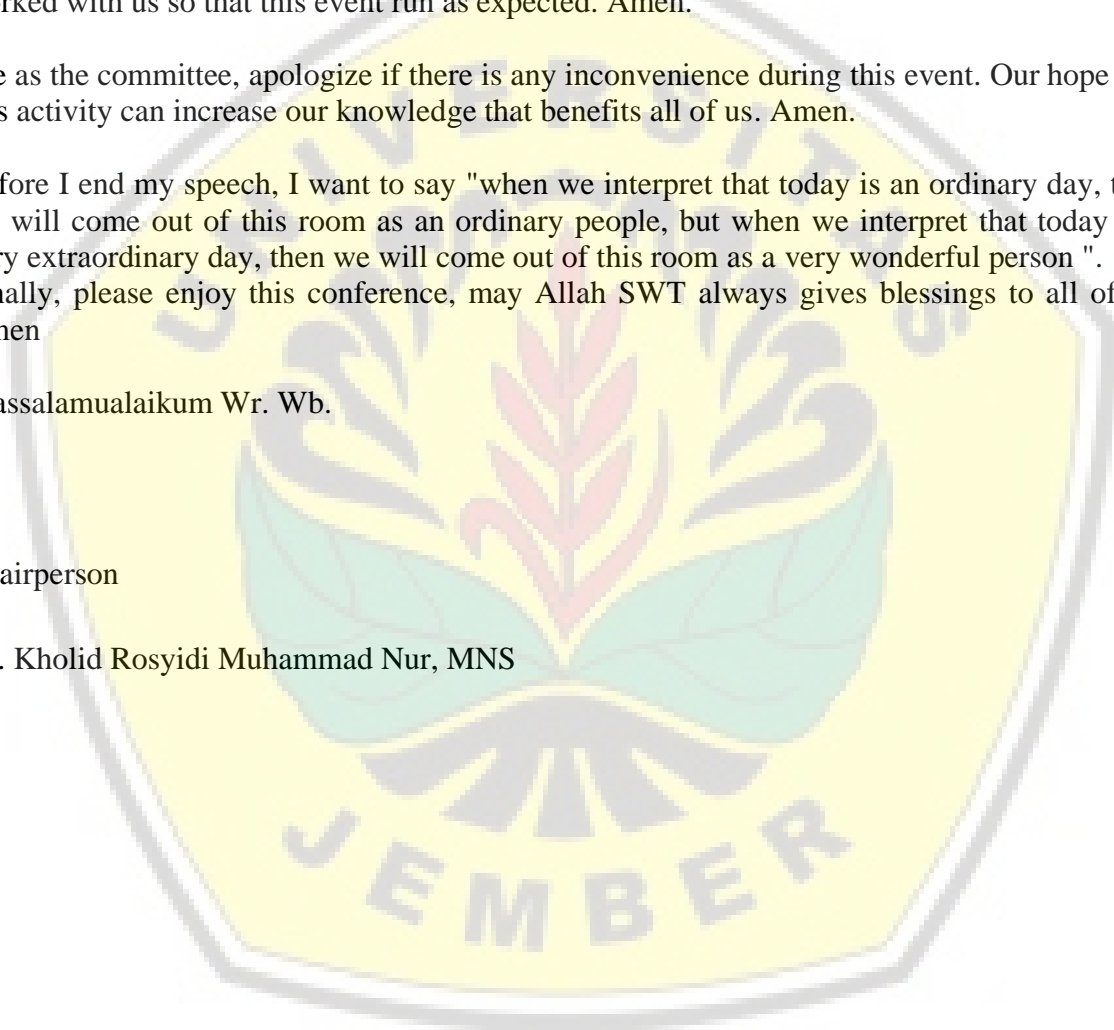 rked with us so that this event run as expected. Amen.
e as the committee, apologize if there is any inconvenience during this event. Our hope
s activity can increase our knowledge that benefits all of us. Amen.
fore I end my speech, I want to say "when we interpret that today is an ordinary day, t
will come out of this room as an ordinary people, but when we interpret that today
ry extraordinary day, then we will come out of this room as a very wonderful person ".
nally, please enjoy this conference, may Allah SWT always gives blessings to all of
nen
assalamualaikum Wr. Wb.
airperson
. Kholid Rosyidi Muhammad Nur, MNS
UNIVERSITAS
JEMBER